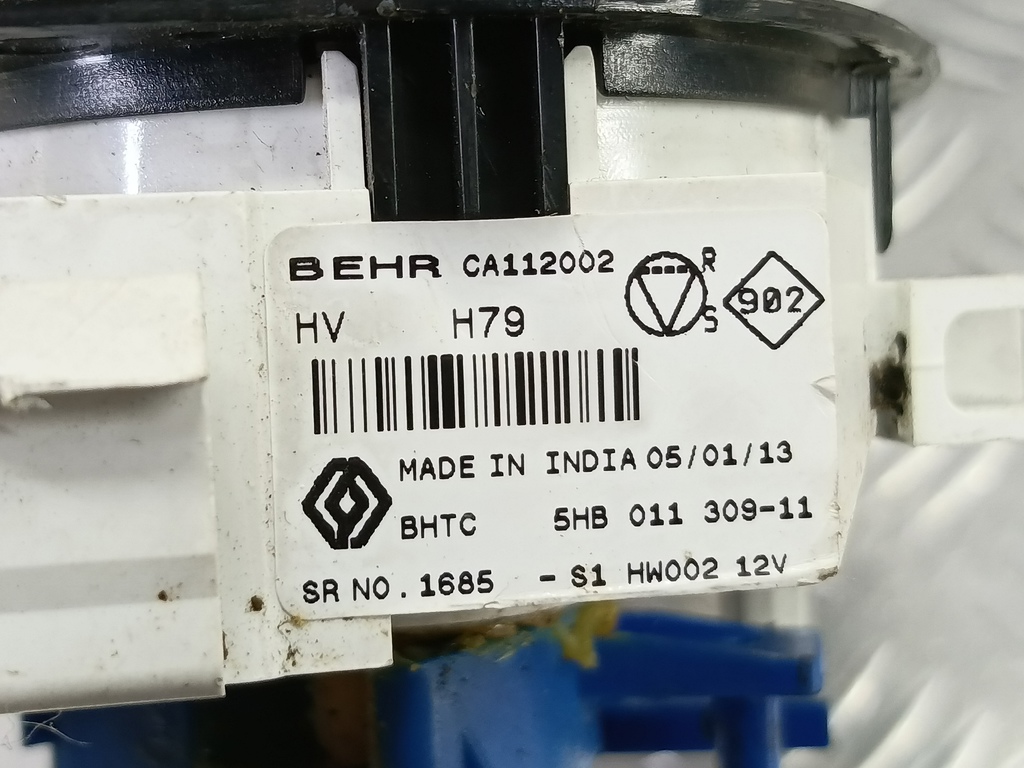 BEHR CA112002
R
S
902
HV H79
MADE IN INDIA 05/01/13
BHTC 5HB 011 309-11
SR NO. 1685 - S1 HW002 12V